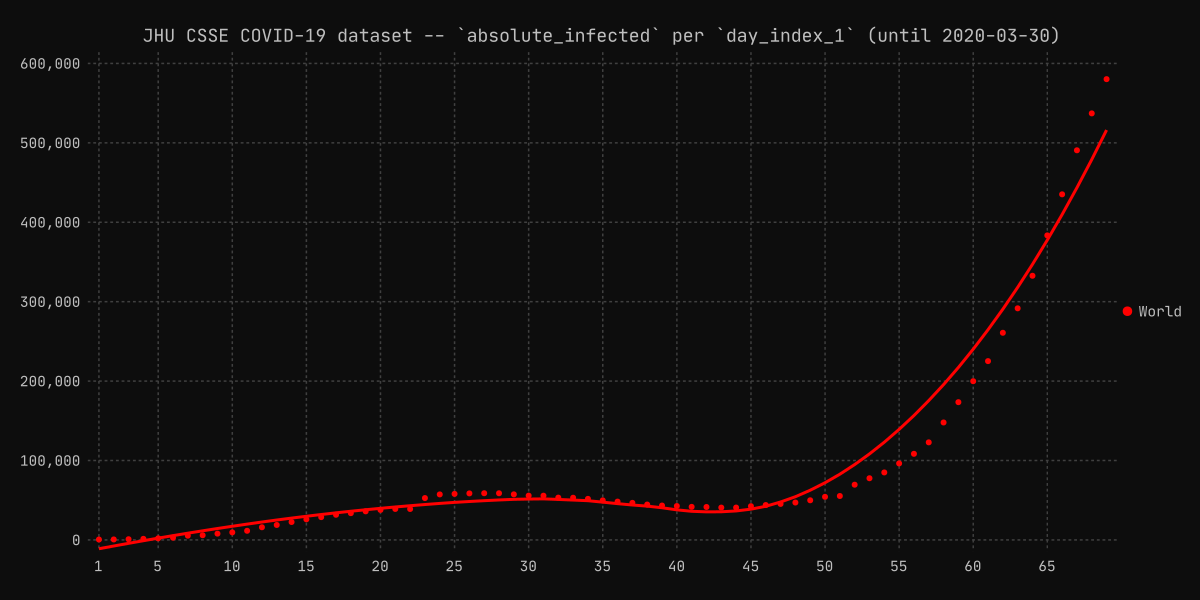 JHU CSSE COVID-19 dataset -- `absolute_infected` per `day_index_1` (until 2020-03-30)
600,000
500,000
400,000
300,000
200,000
100,000
0
World
1 5 10 15 20 25 30 35 40 45 50 55 60 65